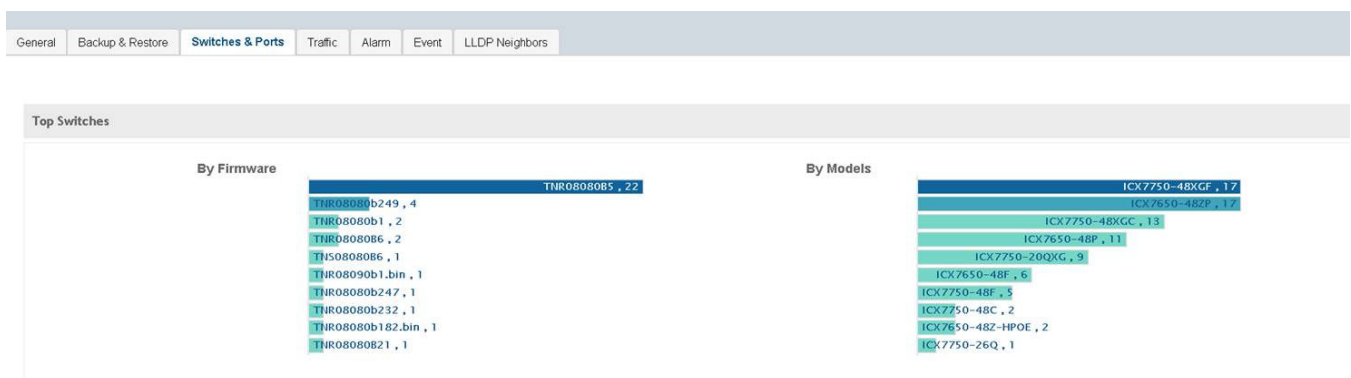 General Backup & Restore Switches & Ports Traffic Alarm Event LLDP Neighbors
Top Switches
By Firmware
TNR08080B5 , 22
TNR08080b249 , 4
TNR08080b1 , 2
TNR08080B6 , 2
TNS08080B6 , 1
TNR08090b1.bin , 1
TNR08080b247 , 1
TNR08080b232 , 1
TNR08080b182.bin , 1
TNR08080B21 , 1
By Models
ICX7750-48XGF , 17
ICX7650-48ZP , 17
ICX7750-48XGC , 13
ICX7650-48P , 11
ICX7750-20QXG , 9
ICX7650-48F , 6
ICX7750-48F , 5
ICX7750-48C , 2
ICX7650-48Z-HPOE , 2
ICX7750-26Q , 1